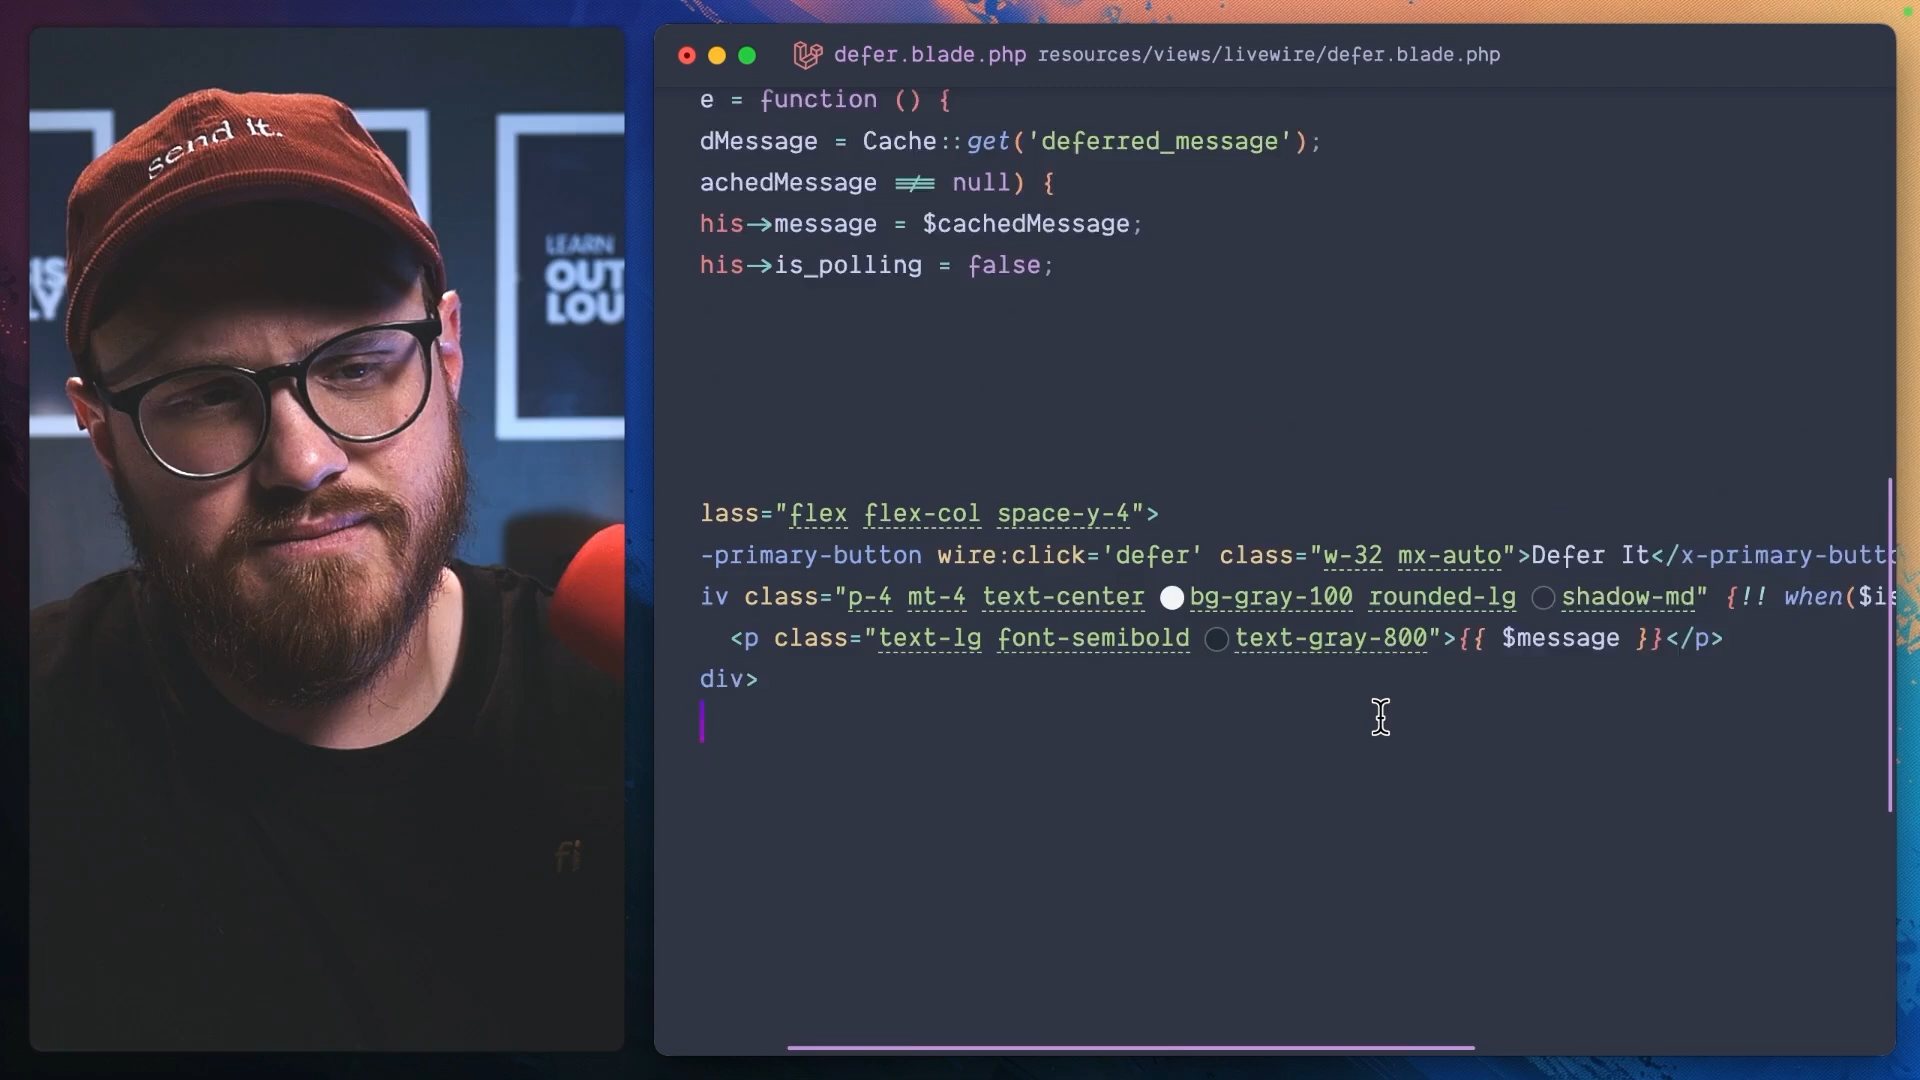 send it.
LEARN
OUT
LOU
fi
defer.blade.php resources/views/livewire/defer.blade.php
e = function () {
dMessage = Cache::get('deferred_message');
achedMessage !== null) {
his->message = $cachedMessage;
his->is_polling = false;
lass="flex flex-col space-y-4">
-primary-button wire:click='defer' class="w-32 mx-auto">Defer It</x-primary-butto
iv class="p-4 mt-4 text-center bg-gray-100 rounded-lg shadow-md" {!! when($is
<p class="text-lg font-semibold text-gray-800">{{ $message }}</p>
div>